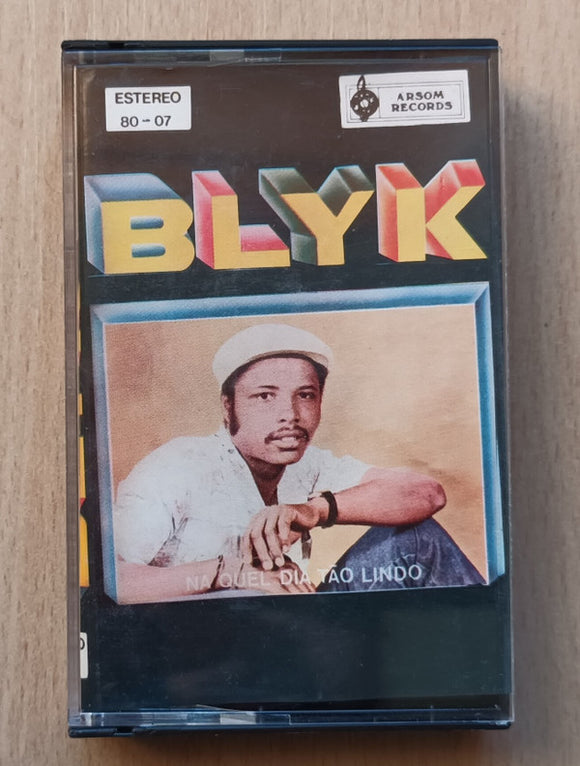 ESTEREO
80-07
ARSOM
RECORDS
BLYK
NA QUEL DIA TÃO LINDO